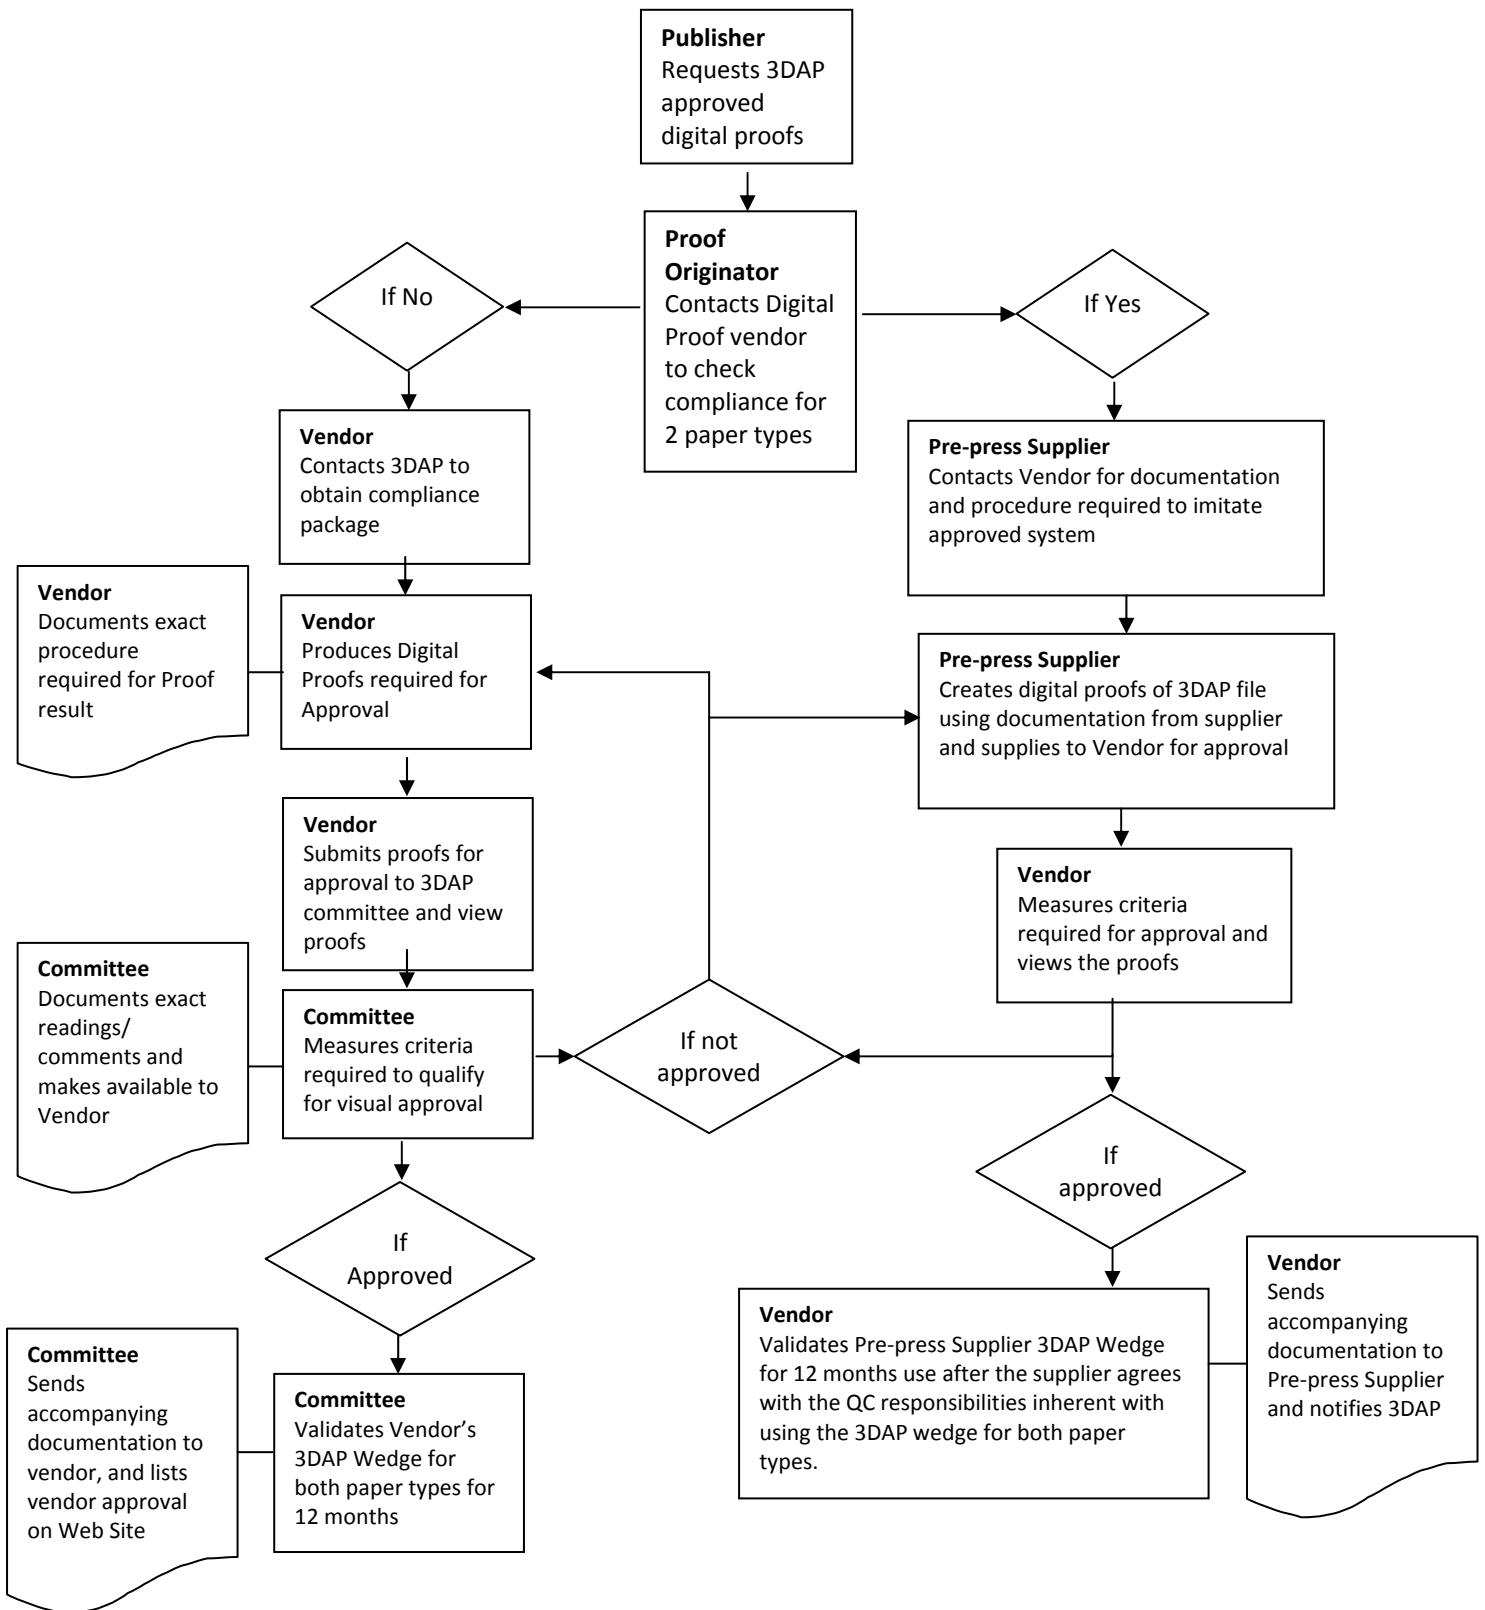 Publisher
Requests 3DAP
approved
digital proofs
Proof
Originator
Contacts Digital
Proof vendor
to check
compliance for
2 paper types
If No
If Yes
Vendor
Contacts 3DAP to
obtain compliance
package
Pre-press Supplier
Contacts Vendor for documentation
and procedure required to imitate
approved system
Vendor
Documents exact
procedure
required for Proof
result
Vendor
Produces Digital
Proofs required for
Approval
Pre-press Supplier
Creates digital proofs of 3DAP file
using documentation from supplier
and supplies to Vendor for approval
Vendor
Submits proofs for
approval to 3DAP
committee and view
proofs
Vendor
Measures criteria
required for approval and
views the proofs
Committee
Documents exact
readings/
comments and
makes available to
Vendor
Committee
Measures criteria
required to qualify
for visual approval
If not
approved
If
approved
If
Approved
Vendor
Validates Pre-press Supplier 3DAP Wedge
for 12 months use after the supplier agrees
with the QC responsibilities inherent with
using the 3DAP wedge for both paper
types.
Vendor
Sends
accompanying
documentation to
Pre-press Supplier
and notifies 3DAP
Committee
Sends
accompanying
documentation to
vendor, and lists
vendor approval
on Web Site
Committee
Validates Vendor’s
3DAP Wedge for
both paper types for
12 months